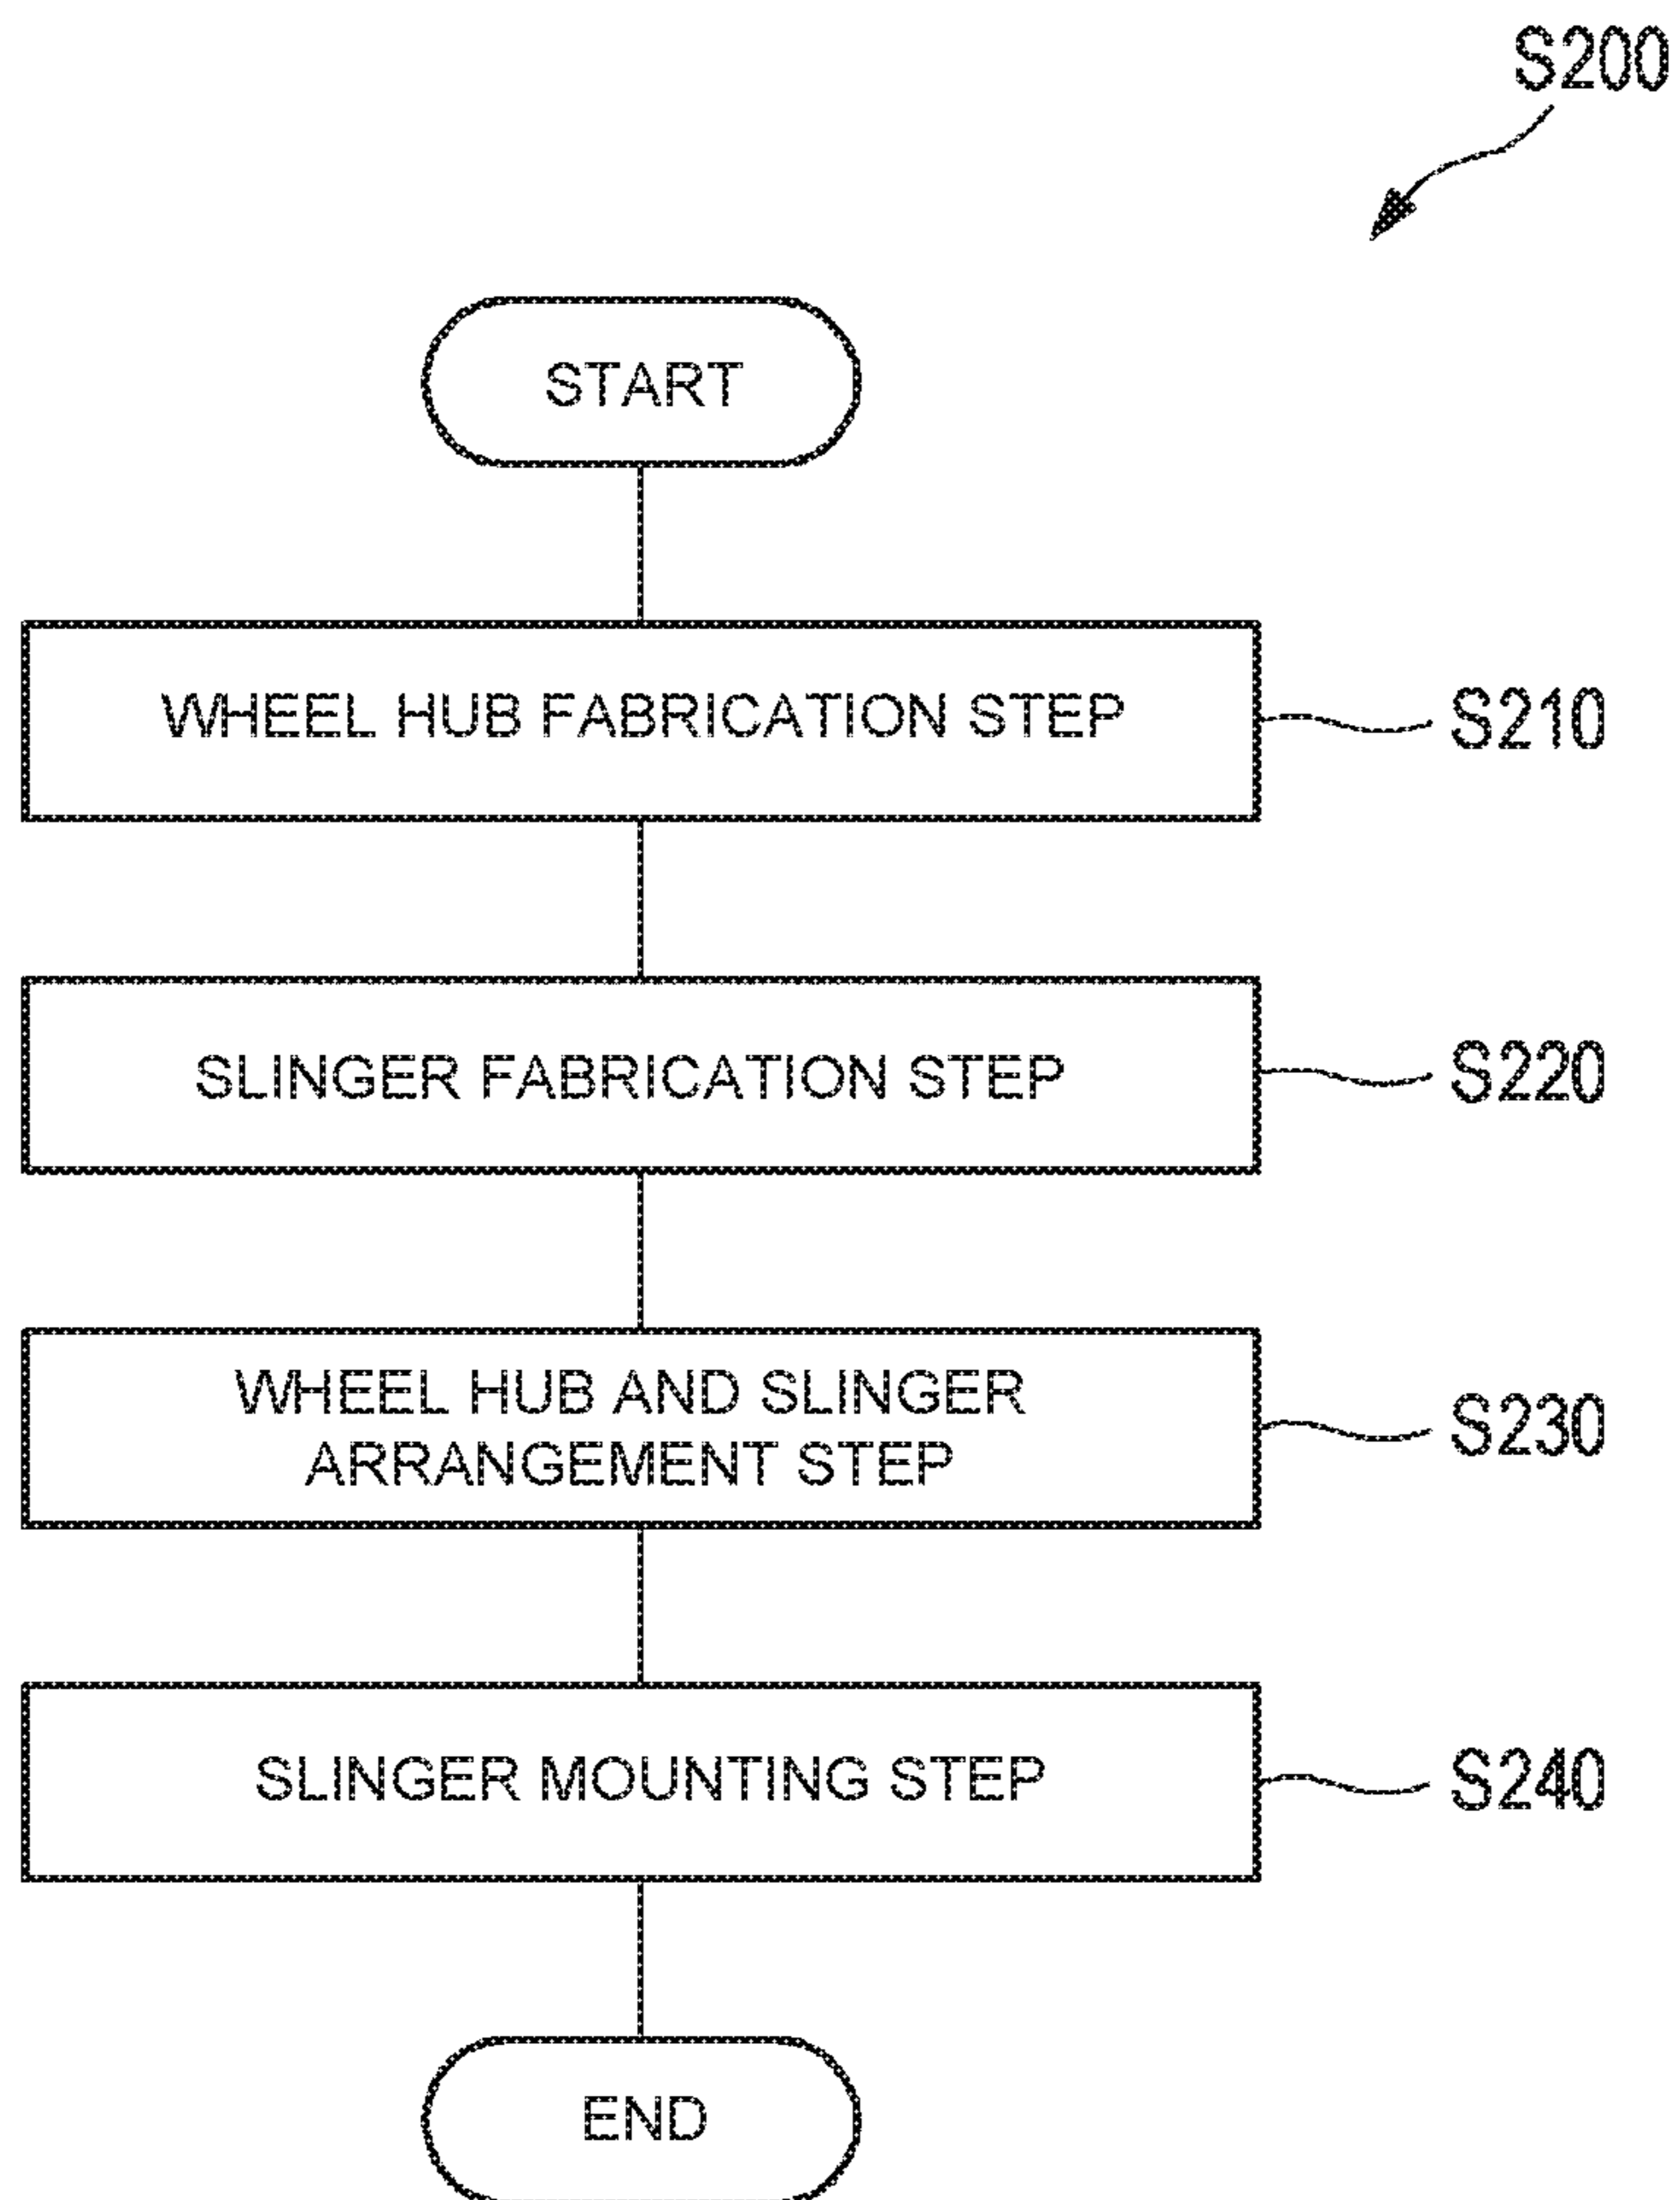 S200
START
WHEEL HUB FABRICATION STEP
S210
SLINGER FABRICATION STEP
S220
WHEEL HUB AND SLINGER
ARRANGEMENT STEP
S230
SLINGER MOUNTING STEP
S240
END